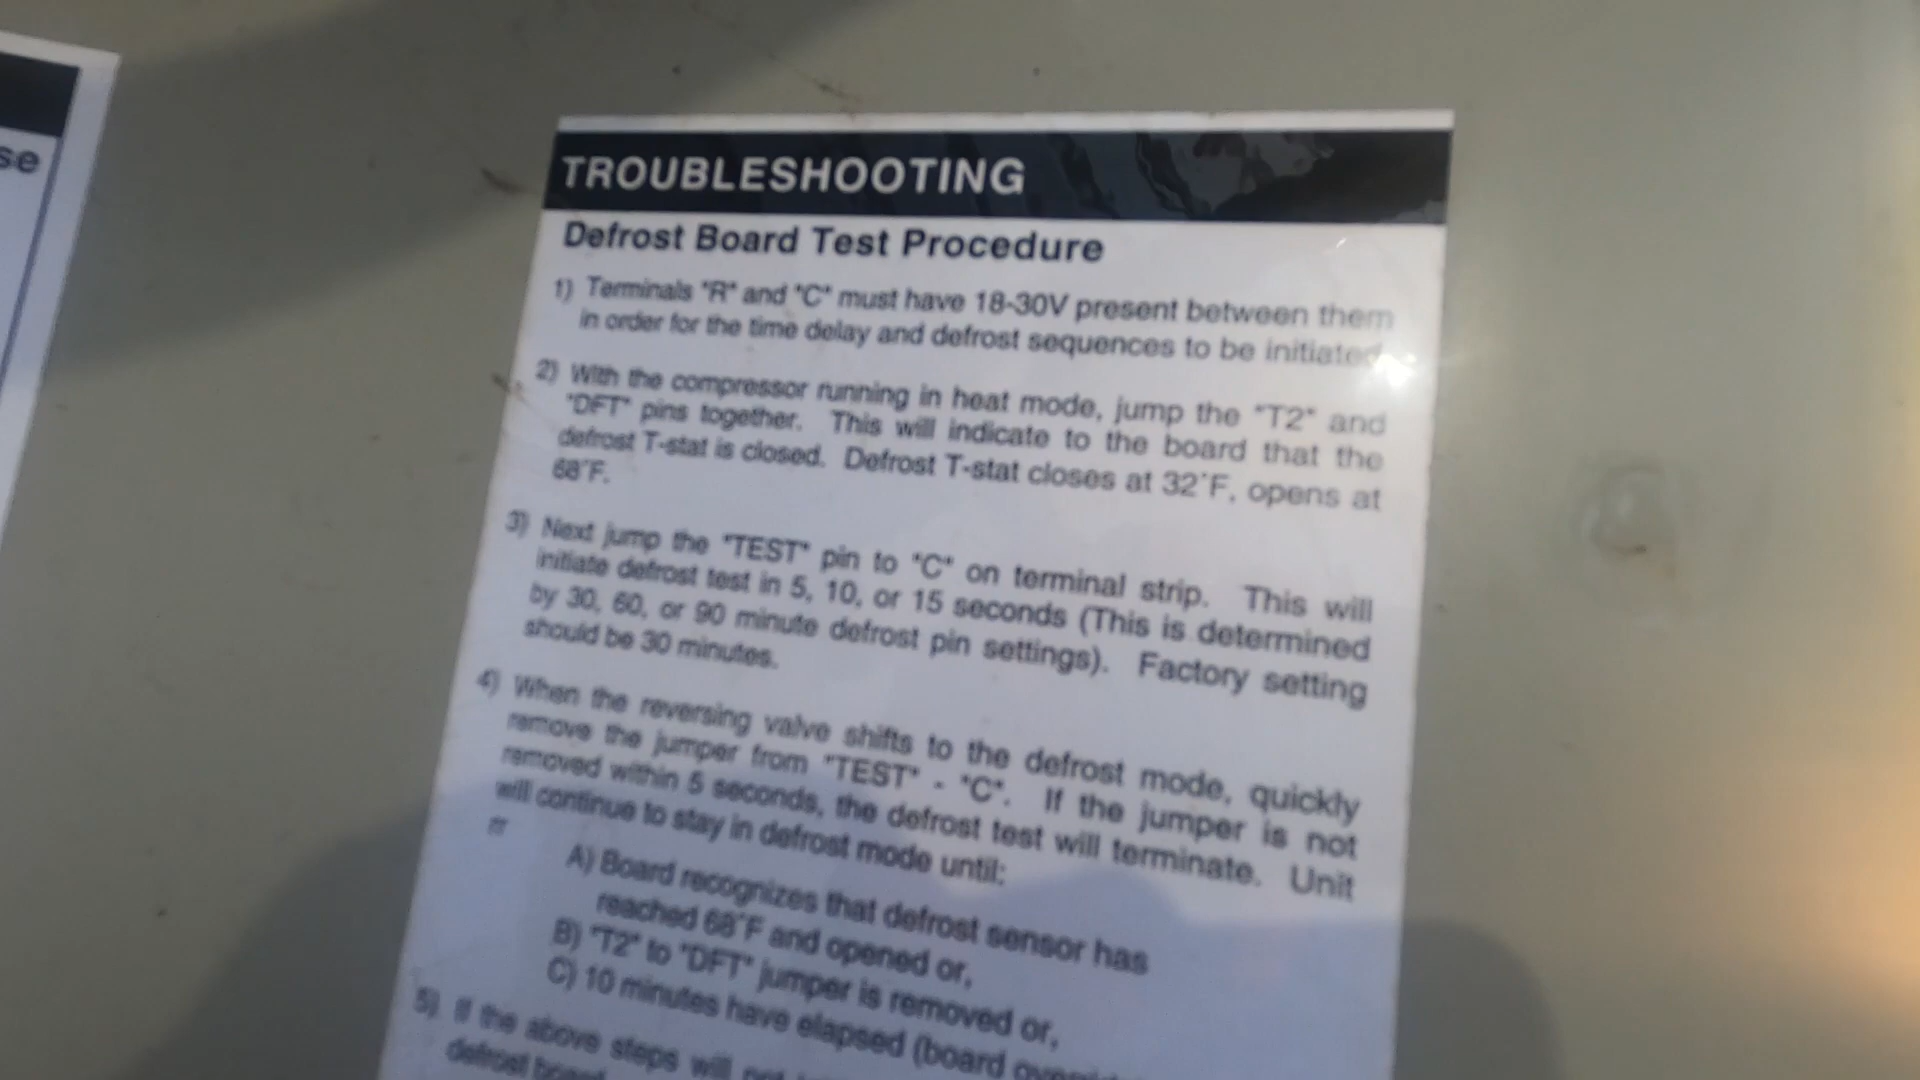 se
TROUBLESHOOTING
Defrost Board Test Procedure
1) Terminals "R" and "C" must have 18-30V present between them
in order for the time delay and defrost sequences to be initiated.
2) With the compressor running in heat mode, jump the "T2" and
"DFT" pins together. This will indicate to the board that the
defrost T-stat is closed. Defrost T-stat closes at 32°F, opens at
68°F.
3) Next jump the "TEST" pin to "C" on terminal strip. This will
initiate defrost test in 5, 10, or 15 seconds (This is determined
by 30, 60, or 90 minute defrost pin settings). Factory setting
should be 30 minutes.
4) When the reversing valve shifts to the defrost mode, quickly
remove the jumper from "TEST" - "C". If the jumper is not
removed within 5 seconds, the defrost test will terminate. Unit
will continue to stay in defrost mode until:
A) Board recognizes that defrost sensor has
reached 68°F and opened or,
B) "T2" to "DFT" jumper is removed or,
C) 10 minutes have elapsed (board
5) If the above steps will not
defrost board